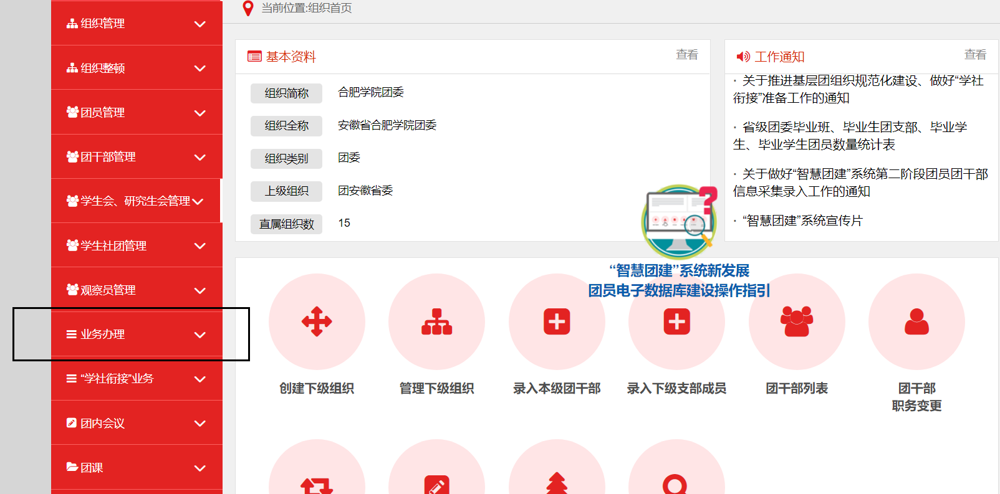 当前位置:组织首页
组织管理
组织整顿
团员管理
团干部管理
学生会、研究生会管理
学生社团管理
观察员管理
业务办理
“学社衔接”业务
团内会议
团课
基本资料
查看
组织简称
合肥学院团委
组织全称
安徽省合肥学院团委
组织类别
团委
上级组织
团安徽省委
直属组织数
15
工作通知
查看
· 关于推进基层团组织规范化建设、做好“学社
衔接”准备工作的通知
· 省级团委毕业班、毕业生团支部、毕业学
生、毕业学生团员数量统计表
· 关于做好“智慧团建”系统第二阶段团员团干部
信息采集录入工作的通知
· “智慧团建”系统宣传片
“智慧团建”系统新发展
团员电子数据库建设操作指引
创建下级组织
管理下级组织
录入本级团干部
录入下级支部成员
团干部列表
团干部
职务变更